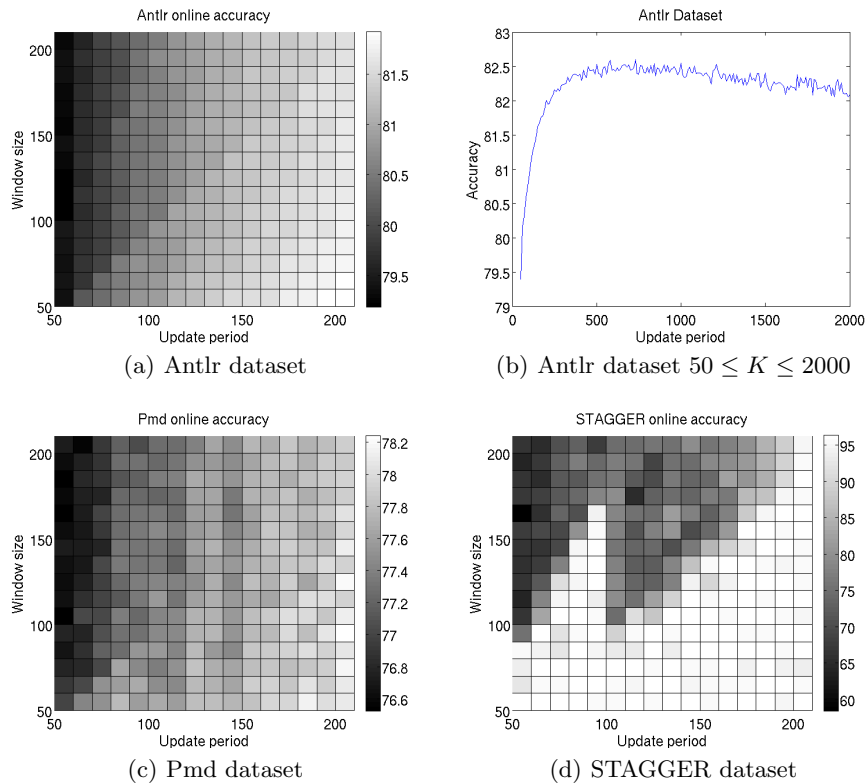 Antlr online accuracy
200
150
100
50
Window size
50 100 150 200
Update period
81.5
81
80.5
80
79.5
(a) Antlr dataset
Antlr Dataset
83
82.5
82
81.5
81
80.5
80
79.5
79
Accuracy
0 500 1000 1500 2000
Update period
(b) Antlr dataset 50 ≤ K ≤ 2000
Pmd online accuracy
200
150
100
50
Window size
50 100 150 200
Update period
78.2
78
77.8
77.6
77.4
77.2
77
76.8
76.6
(c) Pmd dataset
STAGGER online accuracy
200
150
100
50
Window size
50 100 150 200
Update period
95
90
85
80
75
70
65
60
(d) STAGGER dataset